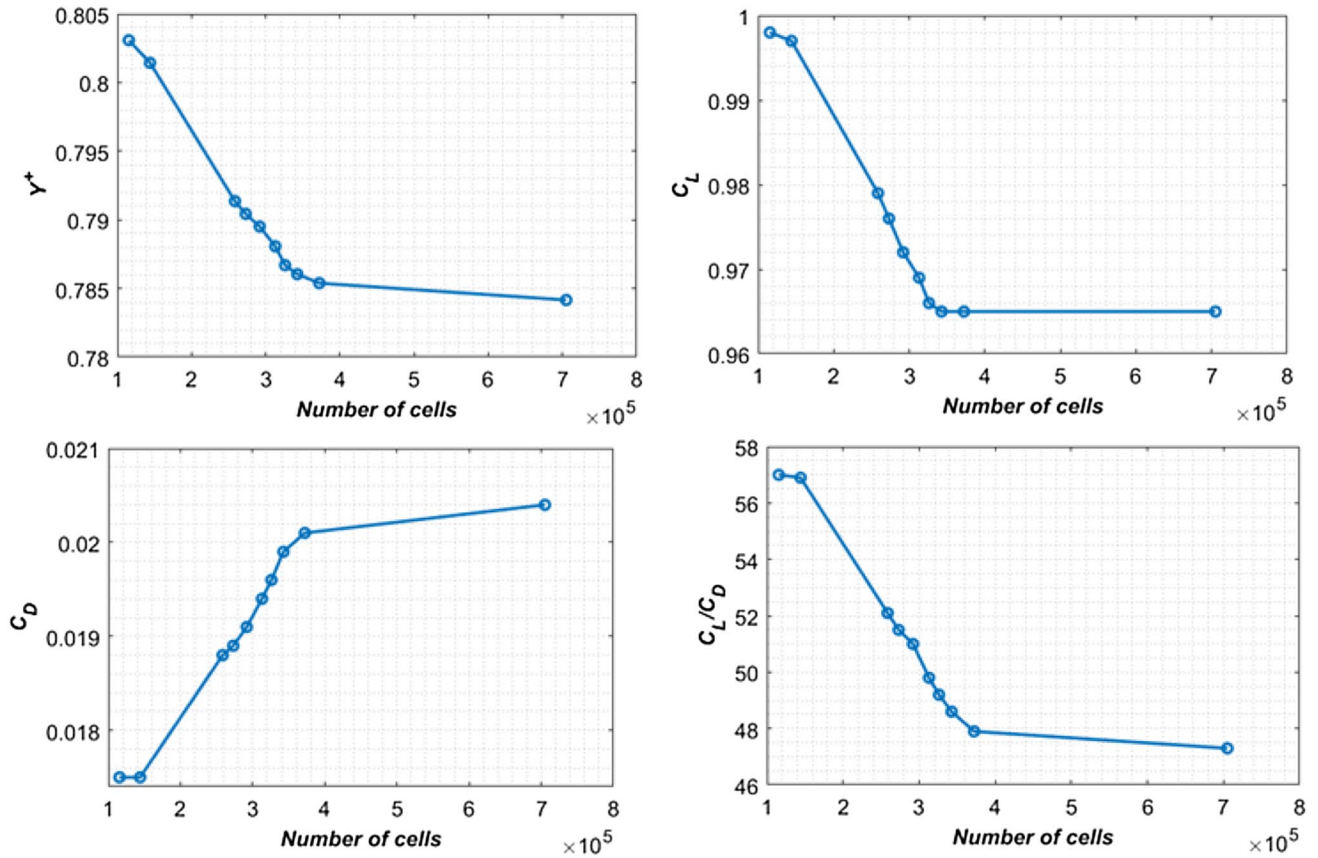 0.805
0.8
0.795
0.79
0.785
0.78
Y+
1 2 3 4 5 6 7 8
Number of cells
×10^5
1
0.99
0.98
0.97
0.96
C_L
1 2 3 4 5 6 7 8
Number of cells
×10^5
0.021
0.02
0.019
0.018
C_D
1 2 3 4 5 6 7 8
Number of cells
×10^5
58
56
54
52
50
48
46
C_L/C_D
1 2 3 4 5 6 7 8
Number of cells
×10^5